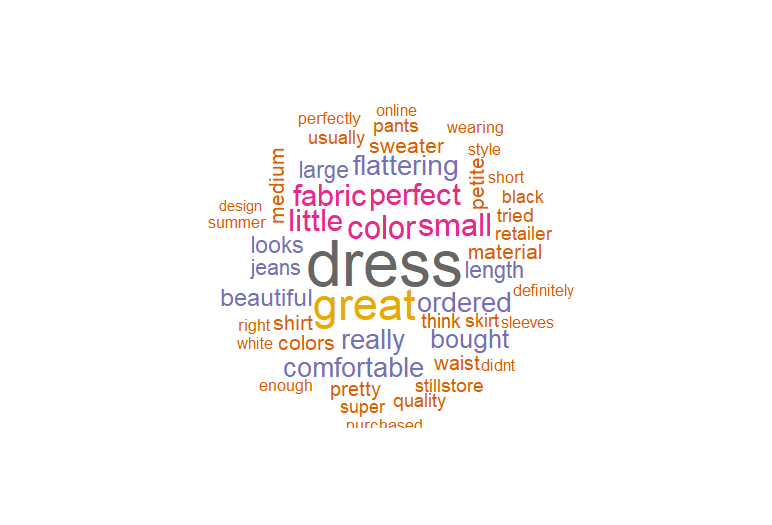 online
perfectly
pants
wearing
usually
sweater
style
large
flattering
medium
petite
short
fabric
perfect
black
design
little
color
small
tried
summer
retailer
looks
dress
material
jeans
length
beautiful
great
ordered
definitely
right
shirt
think
skirt
sleeves
white
colors
really
bought
comfortable
waist
didnt
enough
pretty
still
store
super
quality
purchased